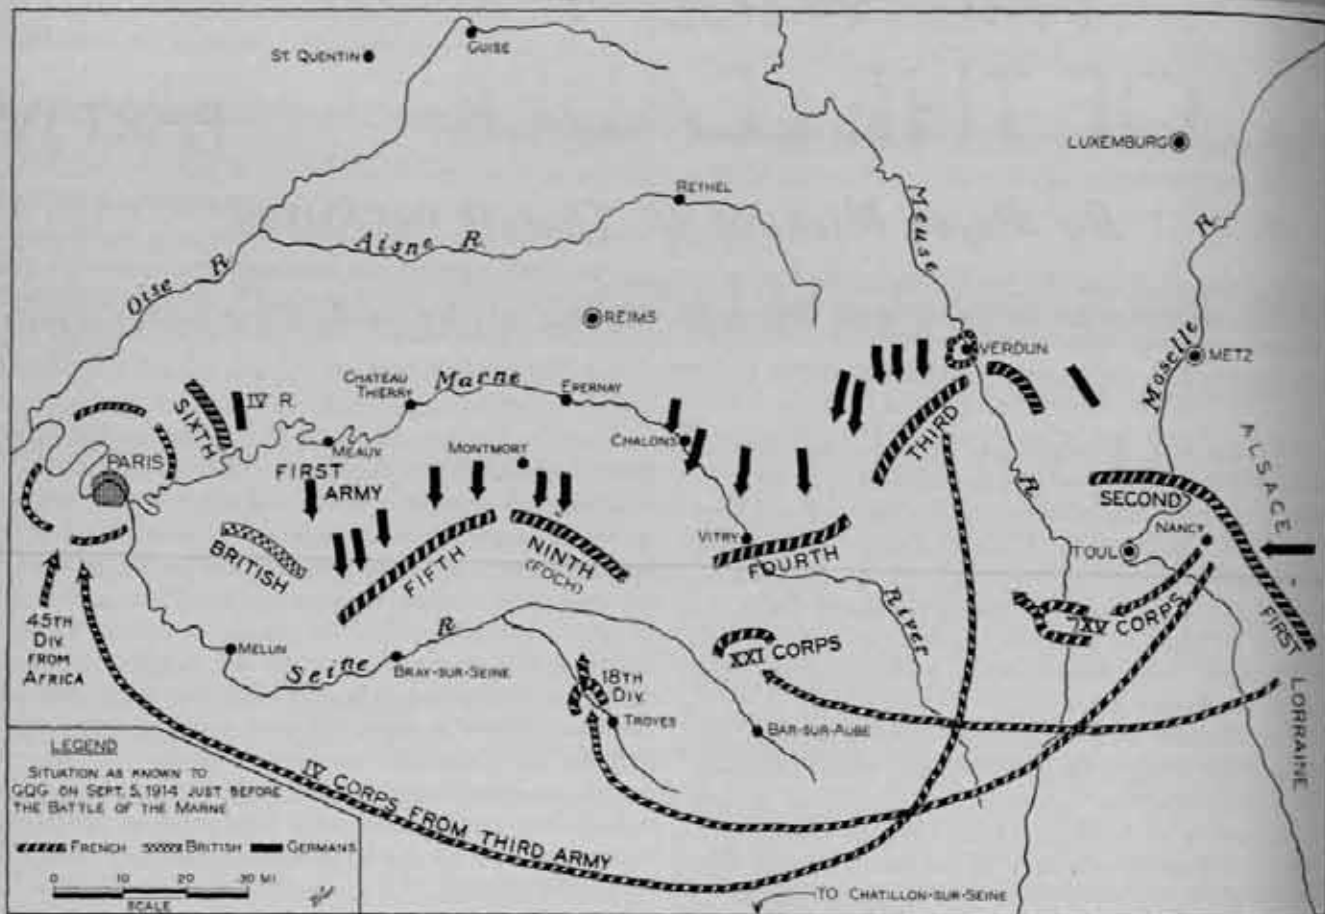 ST. QUENTIN
GUISE
LUXEMBURG
RETHEL
Meuse
Aisne R.
Oise R
R
REIMS
VERDUN
Moselle
METZ
CHATEAU
THIERRY
Marne
EPERNAY
SIXTH
IV R.
MEAUX
CHALONS
THIRD
ALSACE
PARIS
MONTMORT
FIRST
ARMY
SECOND
NANCY
R.
TOUL
BRITISH
FIFTH
NINTH
(FOCH)
VITRY
FOURTH
FIRST
45TH
DIV.
FROM
AFRICA
MELUN
Seine R.
BRAY-SUR-SEINE
River
XXI CORPS
XV CORPS
18TH
DIV.
TROYES
BAR-SUR-AUBE
LORRAINE
IV CORPS FROM THIRD ARMY
LEGEND
SITUATION AS KNOWN TO
GQG ON SEPT. 5, 1914 JUST BEFORE
THE BATTLE OF THE MARNE
FRENCH BRITISH GERMANS
0 10 20 30 MI
SCALE
TO CHATILLON-SUR-SEINE